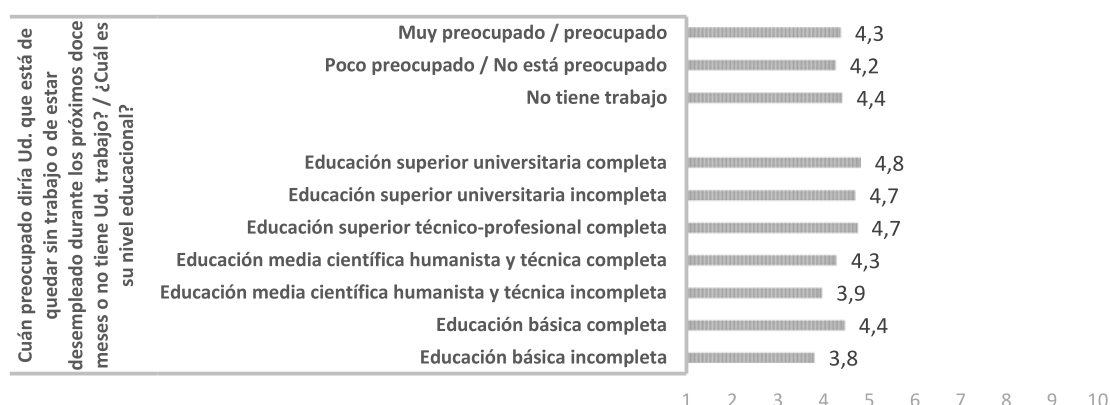 Cuán preocupado diría Ud. que está de
quedar sin trabajo o de estar
desempleado durante los próximos doce
meses o no tiene Ud. trabajo? / ¿Cuál es
su nivel educacional?
Muy preocupado / preocupado 4,3
Poco preocupado / No está preocupado 4,2
No tiene trabajo 4,4
Educación superior universitaria completa 4,8
Educación superior universitaria incompleta 4,7
Educación superior técnico-profesional completa 4,7
Educación media científica humanista y técnica completa 4,3
Educación media científica humanista y técnica incompleta 3,9
Educación básica completa 4,4
Educación básica incompleta 3,8
1 2 3 4 5 6 7 8 9 10